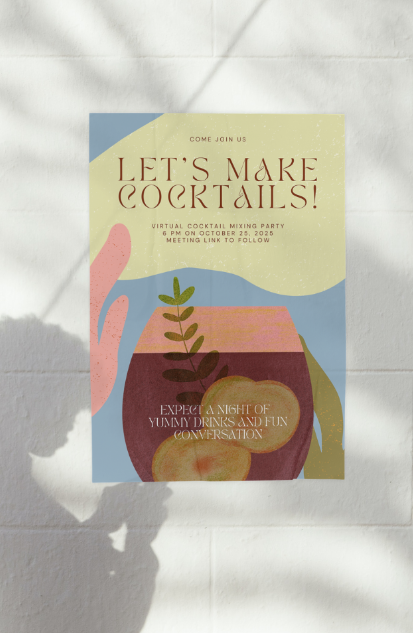 COME JOIN US
LET'S MAKE
COCKTAILS!
VIRTUAL COCKTAIL MIXING PARTY
6 PM ON OCTOBER 25, 2025
MEETING LINK TO FOLLOW
EXPECT A NIGHT OF
YUMMY DRINKS AND FUN
CONVERSATION